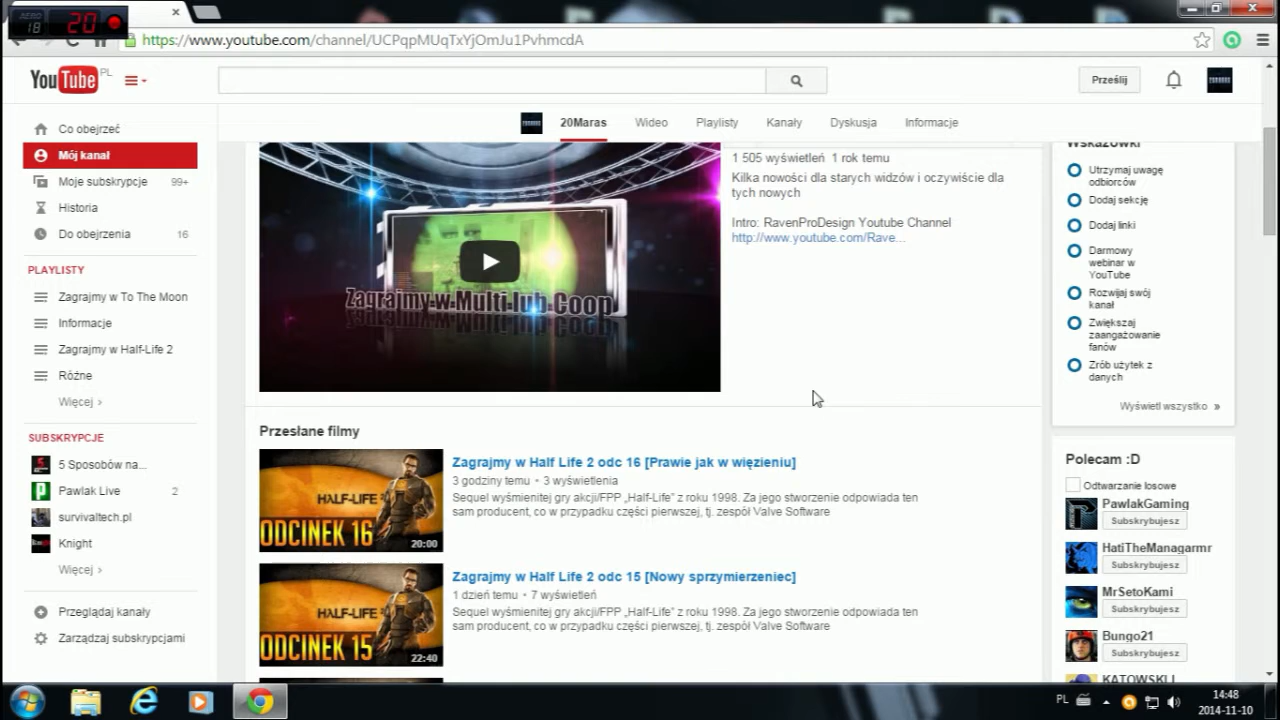 18
20
https://www.youtube.com/channel/UCPqpMUqTxYjOmJu1PvhmcdA
YouTube PL
Prześlij
20Maras
Wideo
Playlisty
Kanały
Dyskusja
Informacje
Co obejrzeć
Mój kanał
Moje subskrypcje 99+
Historia
Do obejrzenia 16
PLAYLISTY
Zagrajmy w To The Moon
Informacje
Zagrajmy w Half-Life 2
Różne
Więcej ›
SUBSKRYPCJE
5 Sposobów na...
Pawlak Live 2
survivaltech.pl
Knight
Więcej ›
Przeglądaj kanały
Zarządzaj subskrypcjami
Zagrajmy w Multi lub Coop
1 505 wyświetleń 1 rok temu
Kilka nowości dla starych widzów i oczywiście dla
tych nowych
Intro: RavenProDesign Youtube Channel
http://www.youtube.com/Rave...
Przesłane filmy
HALF-LIFE
ODCINEK 16
20:00
Zagrajmy w Half Life 2 odc 16 [Prawie jak w więzieniu]
3 godziny temu • 3 wyświetlenia
Sequel wyśmienitej gry akcji/FPP „Half-Life” z roku 1998. Za jego stworzenie odpowiada ten
sam producent, co w przypadku części pierwszej, tj. zespół Valve Software
HALF-LIFE
ODCINEK 15
22:40
Zagrajmy w Half Life 2 odc 15 [Nowy sprzymierzeniec]
1 dzień temu • 7 wyświetleń
Sequel wyśmienitej gry akcji/FPP „Half-Life” z roku 1998. Za jego stworzenie odpowiada ten
sam producent, co w przypadku części pierwszej, tj. zespół Valve Software
Wskazówki
Utrzymaj uwagę
odbiorców
Dodaj sekcję
Dodaj linki
Darmowy
webinar w
YouTube
Rozwijaj swój
kanał
Zwiększaj
zaangażowanie
fanów
Zrób użytek z
danych
Wyświetl wszystko »
Polecam :D
Odtwarzanie losowe
PawlakGaming
Subskrybujesz
HatiTheManagarmr
Subskrybujesz
MrSetoKami
Subskrybujesz
Bungo21
Subskrybujesz
KATOWSKI
PL
14:48
2014-11-10